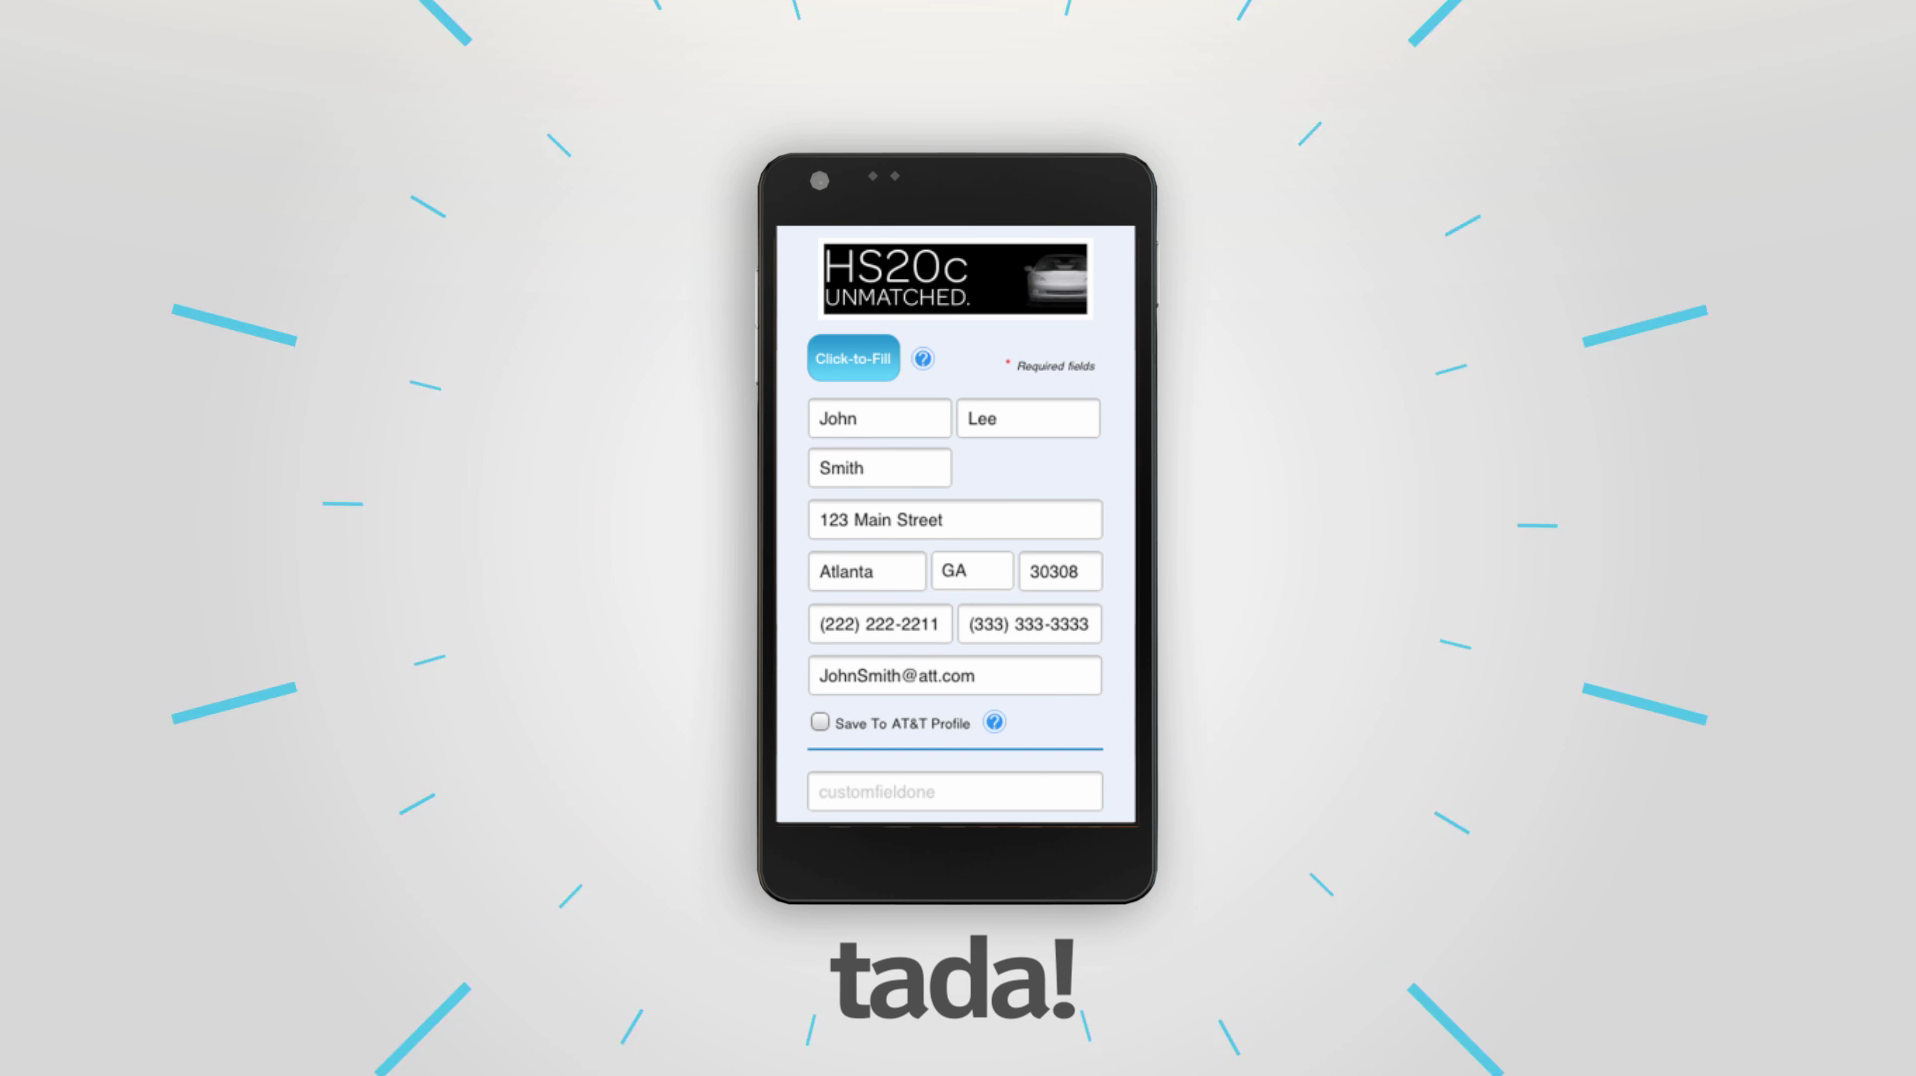 HS20c
UNMATCHED.
Click-to-Fill ? * Required fields
John Lee
Smith
123 Main Street
Atlanta GA 30308
(222) 222-2211 (333) 333-3333
JohnSmith@att.com
Save To AT&T Profile ?
customfieldone
tada!